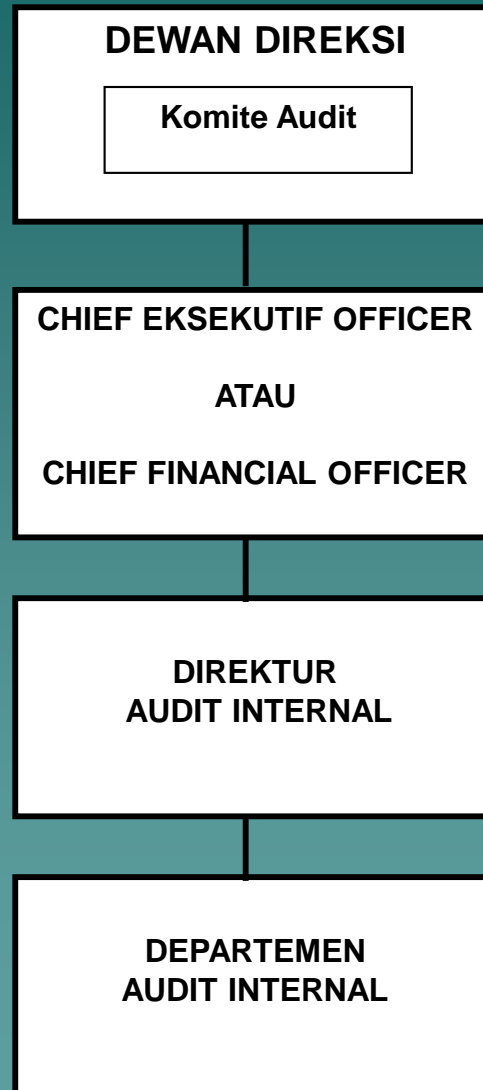 DEWAN DIREKSI
Komite Audit
CHIEF EKSEKUTIF OFFICER
ATAU
CHIEF FINANCIAL OFFICER
DIREKTUR
AUDIT INTERNAL
DEPARTEMEN
AUDIT INTERNAL